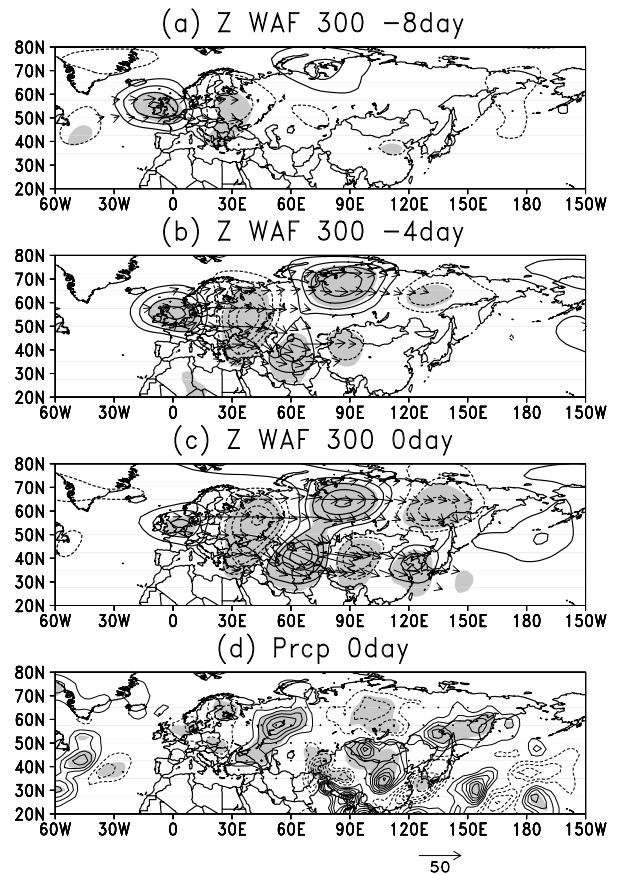 (a) Z WAF 300 −8day
80N
70N
60N
50N
40N
30N
20N
60W 30W 0 30E 60E 90E 120E 150E 180 150W
(b) Z WAF 300 −4day
80N
70N
60N
50N
40N
30N
20N
60W 30W 0 30E 60E 90E 120E 150E 180 150W
(c) Z WAF 300 0day
80N
70N
60N
50N
40N
30N
20N
60W 30W 0 30E 60E 90E 120E 150E 180 150W
(d) Prcp 0day
80N
70N
60N
50N
40N
30N
20N
60W 30W 0 30E 60E 90E 120E 150E 180 150W
50